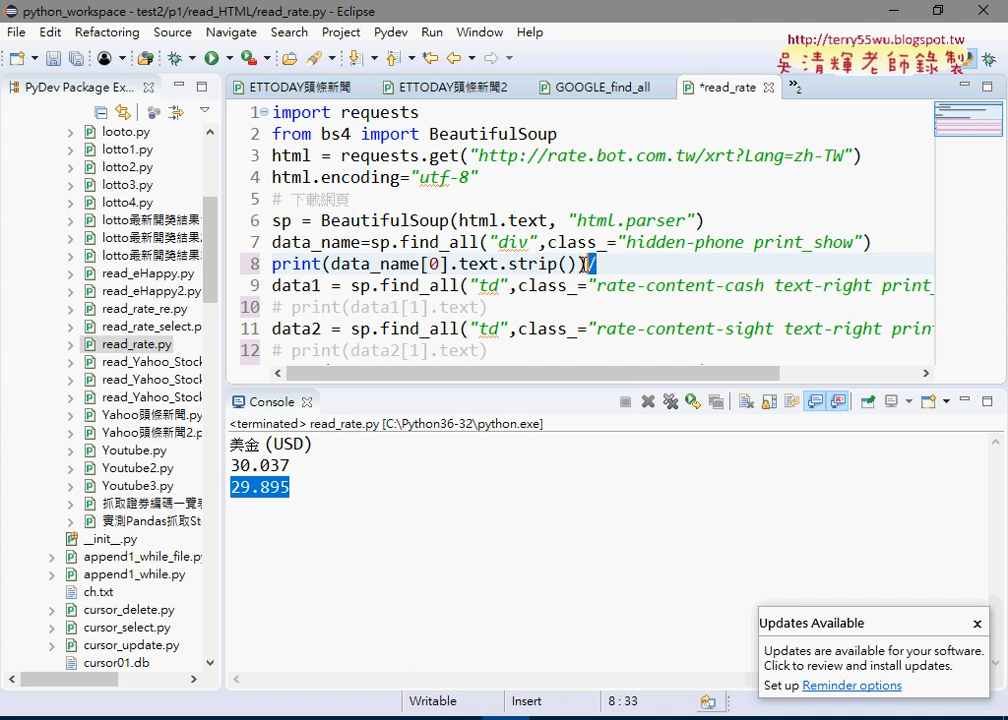 python_workspace - test2/p1/read_HTML/read_rate.py - Eclipse
File Edit Refactoring Source Navigate Search Project Pydev Run Window Help
http://terry55wu.blogspot.tw
吳清輝老師錄製
PyDev Package Ex...
ETTODAY頭條新聞
ETTODAY頭條新聞2
GOOGLE_find_all
*read_rate
»2
looto.py
lotto1.py
lotto2.py
lotto3.py
lotto4.py
lotto最新開獎結果
lotto最新開獎結果
lotto最新開獎結果
read_eHappy.py
read_eHappy2.py
read_rate_re.py
read_rate_select.p
read_rate.py
read_Yahoo_Stock
read_Yahoo_Stock
read_Yahoo_Stock
Yahoo頭條新聞.py
Yahoo頭條新聞2.p
Youtube.py
Youtube2.py
Youtube3.py
抓取證券編碼一覽表
實測Pandas抓取Sto
__init__.py
append1_while_file.py
append1_while.py
ch.txt
cursor_delete.py
cursor_select.py
cursor_update.py
cursor01.db
1 import requests
2 from bs4 import BeautifulSoup
3 html = requests.get("http://rate.bot.com.tw/xrt?Lang=zh-TW")
4 html.encoding="utf-8"
5 # 下載網頁
6 sp = BeautifulSoup(html.text, "html.parser")
7 data_name=sp.find_all("div",class_="hidden-phone print_show")
8 print(data_name[0].text.strip())/
9 data1 = sp.find_all("td",class_="rate-content-cash text-right print_
10 # print(data1[1].text)
11 data2 = sp.find_all("td",class_="rate-content-sight text-right prin
12 # print(data2[1].text)
Console
<terminated> read_rate.py [C:\Python36-32\python.exe]
美金 (USD)
30.037
29.895
Updates Available
Updates are available for your software.
Click to review and install updates.
Set up Reminder options
Writable Insert 8 : 33